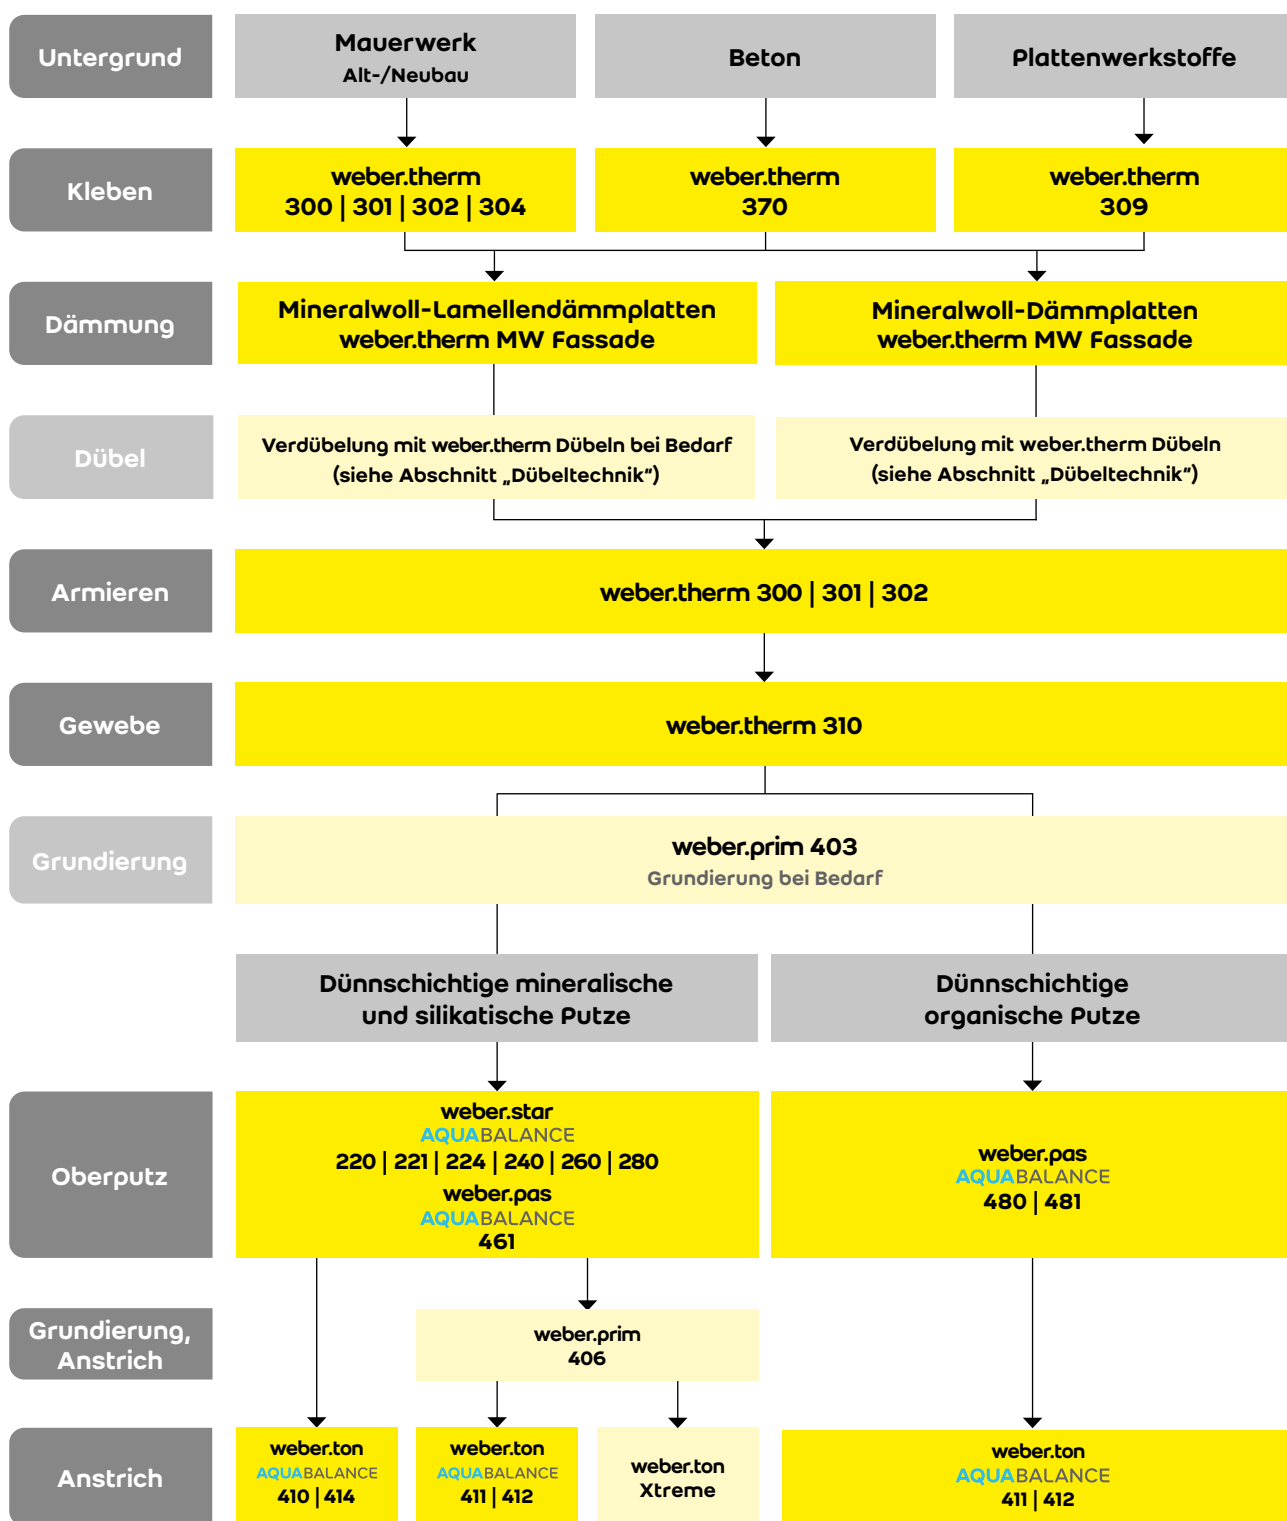 Untergrund
Mauerwerk
Alt-/Neubau
Beton
Plattenwerkstoffe
Kleben
weber.therm
300 | 301 | 302 | 304
weber.therm
370
weber.therm
309
Dämmung
Mineralwoll-Lamellendämmplatten
weber.therm MW Fassade
Mineralwoll-Dämmplatten
weber.therm MW Fassade
Dübel
Verdübelung mit weber.therm Dübeln bei Bedarf
(siehe Abschnitt „Dübeltechnik“)
Verdübelung mit weber.therm Dübeln
(siehe Abschnitt „Dübeltechnik“)
Armieren
weber.therm 300 | 301 | 302
Gewebe
weber.therm 310
Grundierung
weber.prim 403
Grundierung bei Bedarf
Dünnschichtige mineralische
und silikatische Putze
Dünnschichtige
organische Putze
Oberputz
weber.star
AQUABALANCE
220 | 221 | 224 | 240 | 260 | 280
weber.pas
AQUABALANCE
461
weber.pas
AQUABALANCE
480 | 481
Grundierung,
Anstrich
weber.prim
406
Anstrich
weber.ton
AQUABALANCE
410 | 414
weber.ton
AQUABALANCE
411 | 412
weber.ton
Xtreme
weber.ton
AQUABALANCE
411 | 412